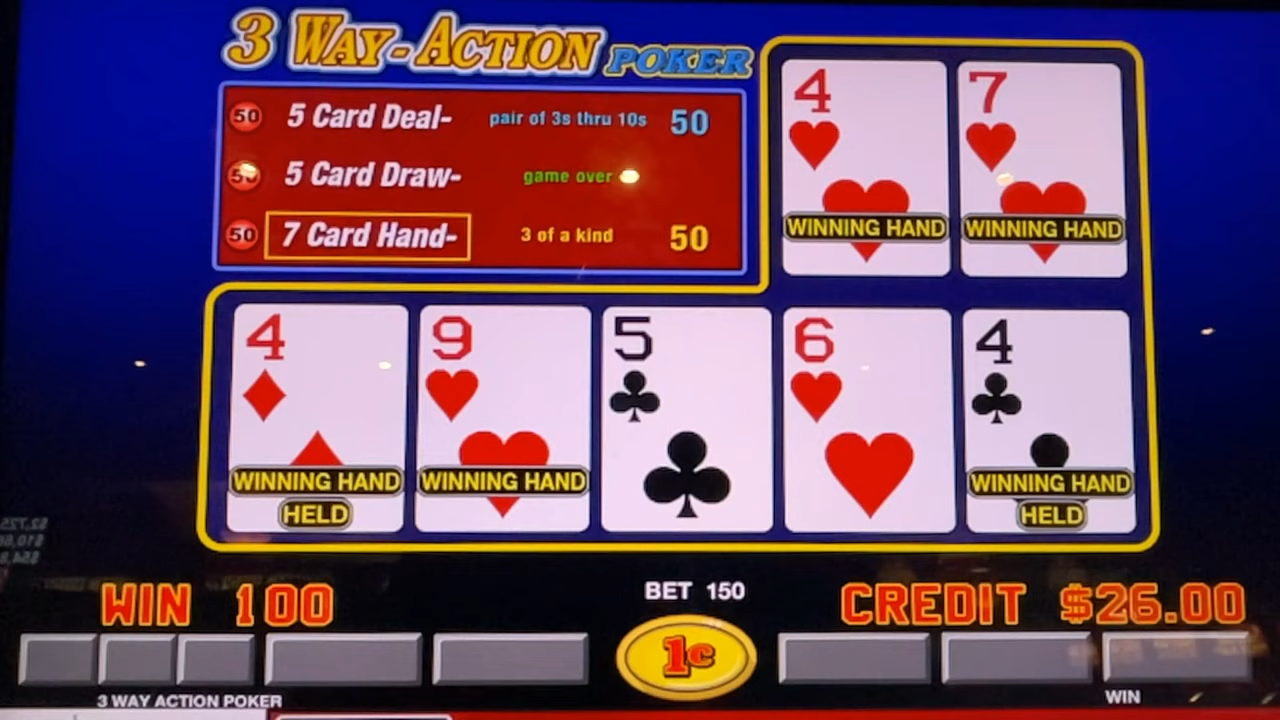 3 WAY-ACTION POKER
50 5 Card Deal- pair of 3s thru 10s 50
5 Card Draw- game over
50 7 Card Hand- 3 of a kind 50
4 7
WINNING HAND WINNING HAND
4 9 5 6 4
WINNING HAND WINNING HAND WINNING HAND
HELD HELD
WIN 100 BET 150 CREDIT $26.00
1¢
3 WAY ACTION POKER WIN